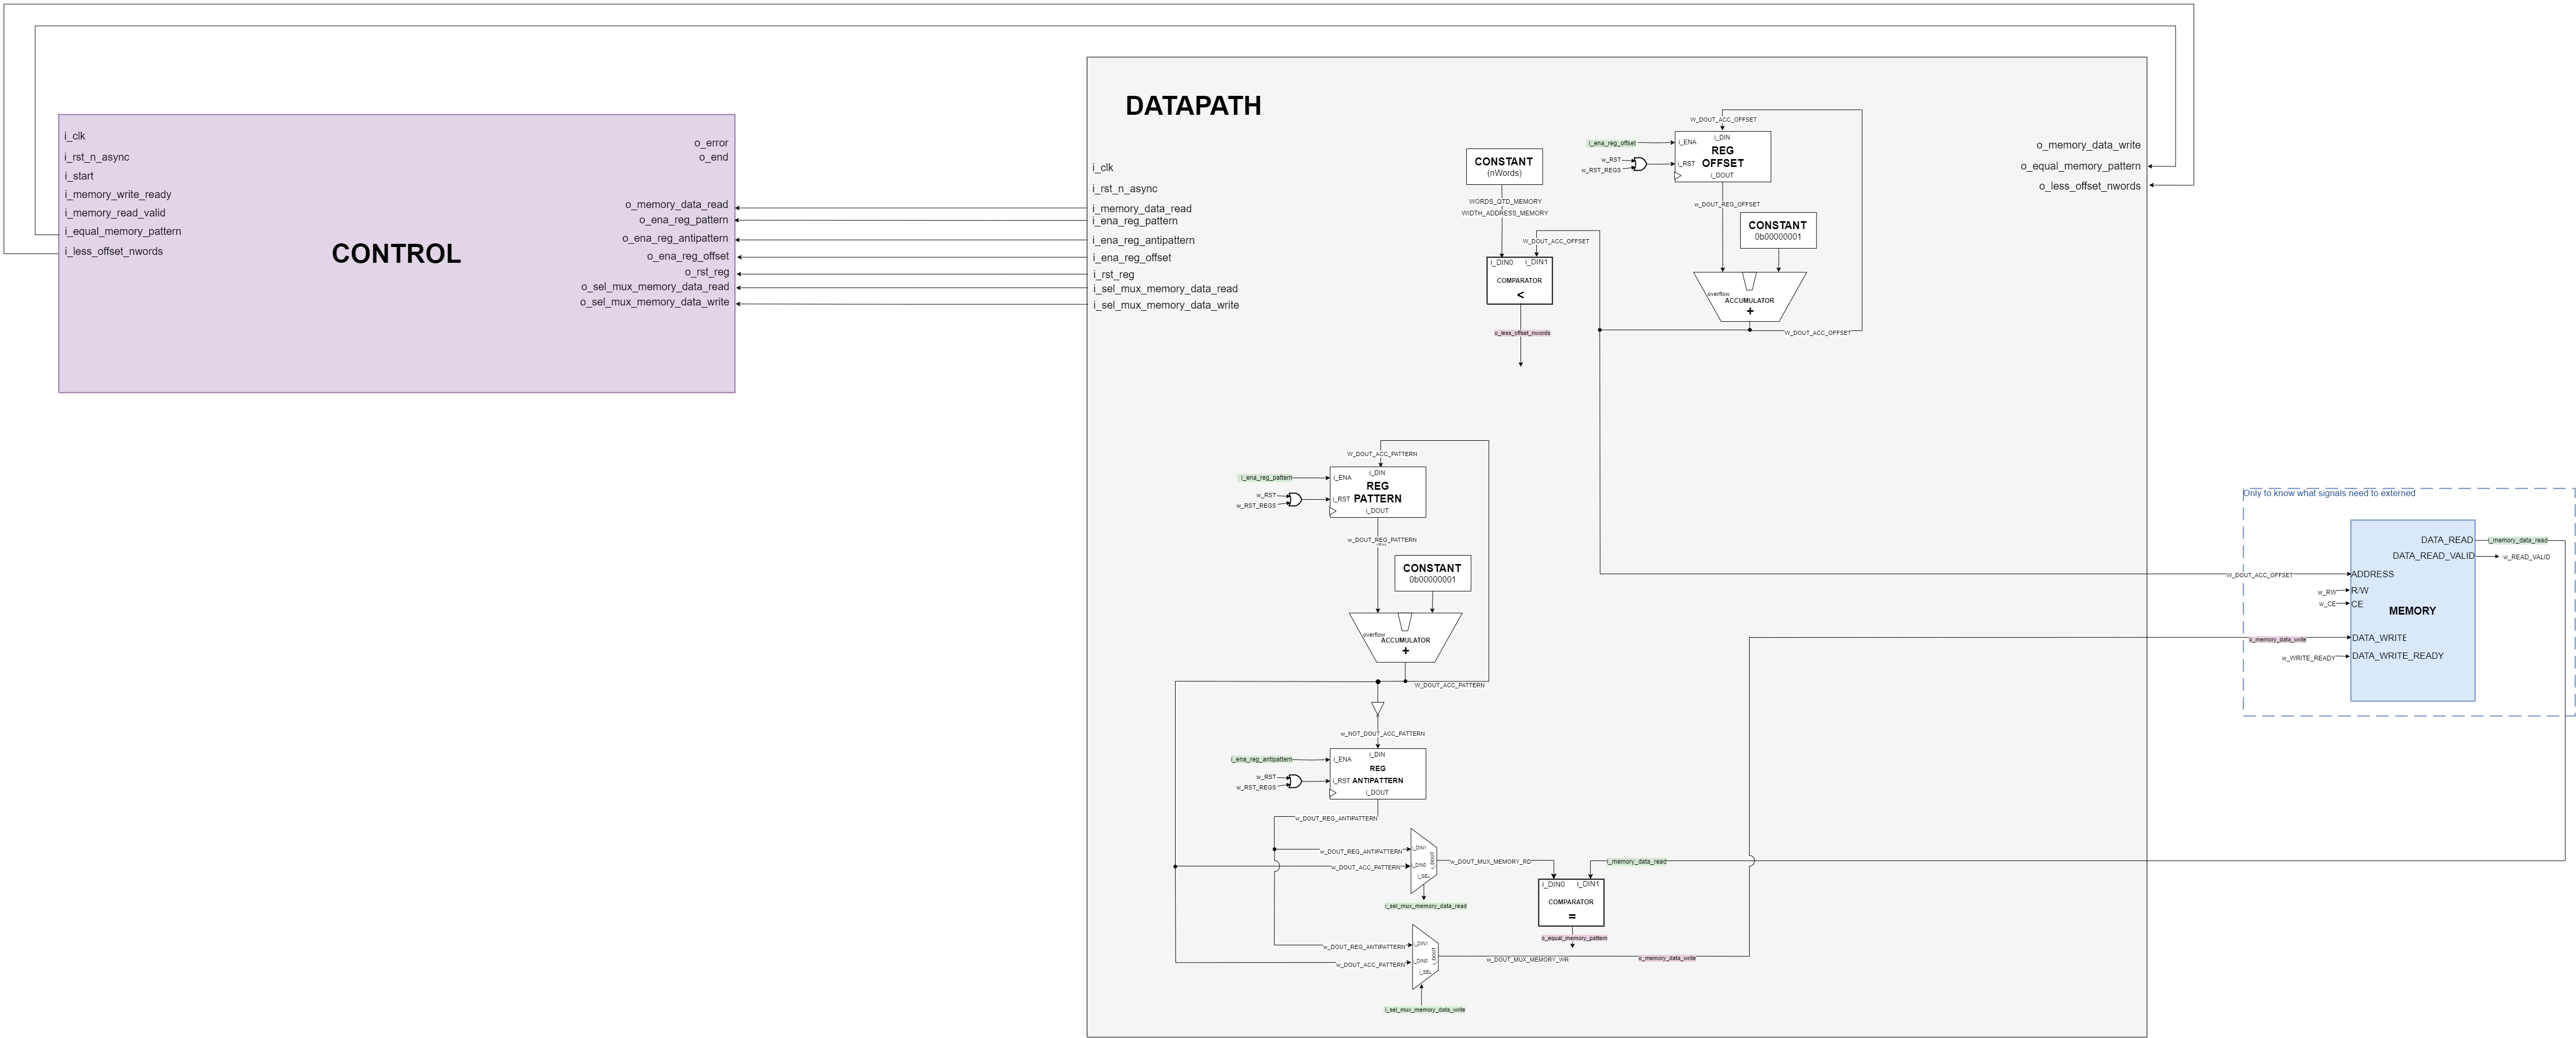 CONTROL
i_clk
i_rst_n_async
i_start
i_memory_write_ready
i_memory_read_valid
i_equal_memory_pattern
i_less_offset_nwords
o_error
o_end
o_memory_data_read
o_ena_reg_pattern
o_ena_reg_antipattern
o_ena_reg_offset
o_rst_reg
o_sel_mux_memory_data_read
o_sel_mux_memory_data_write
DATAPATH
i_clk
i_rst_n_async
i_memory_data_read
i_ena_reg_pattern
i_ena_reg_antipattern
i_ena_reg_offset
i_rst_reg
i_sel_mux_memory_data_read
i_sel_mux_memory_data_write
o_memory_data_write
o_equal_memory_pattern
o_less_offset_nwords
CONSTANT
(nWords)
WORDS_QTD_MEMORY
WIDTH_ADDRESS_MEMORY
W_DOUT_ACC_OFFSET
i_DIN0 i_DIN1
COMPARATOR
<
o_less_offset_nwords
W_DOUT_ACC_OFFSET
i_ena_reg_offset
w_RST
w_RST_REGS
i_DIN
i_ENA
REG
OFFSET
i_RST
i_DOUT
w_DOUT_REG_OFFSET
CONSTANT
0b00000001
overflow
ACCUMULATOR
+
W_DOUT_ACC_OFFSET
W_DOUT_ACC_PATTERN
i_ena_reg_pattern
w_RST
w_RST_REGS
i_DIN
i_ENA
REG
PATTERN
i_RST
i_DOUT
w_DOUT_REG_PATTERN
CONSTANT
0b00000001
overflow
ACCUMULATOR
+
W_DOUT_ACC_PATTERN
w_NOT_DOUT_ACC_PATTERN
i_ena_reg_antipattern
w_RST
w_RST_REGS
i_DIN
i_ENA
REG
ANTIPATTERN
i_RST
i_DOUT
w_DOUT_REG_ANTIPATTERN
w_DOUT_REG_ANTIPATTERN
w_DOUT_ACC_PATTERN
i_DIN1
i_DIN0
i_SEL
i_DOUT
w_DOUT_MUX_MEMORY_RD
i_sel_mux_memory_data_read
i_memory_data_read
i_DIN0 i_DIN1
COMPARATOR
=
o_equal_memory_pattern
w_DOUT_REG_ANTIPATTERN
w_DOUT_ACC_PATTERN
i_DIN1
i_DIN0
i_SEL
i_DOUT
w_DOUT_MUX_MEMORY_WR
o_memory_data_write
i_sel_mux_memory_data_write
Only to know what signals need to externed
DATA_READ
i_memory_data_read
DATA_READ_VALID
w_READ_VALID
W_DOUT_ACC_OFFSET
ADDRESS
w_RW
R/W
w_CE
CE
MEMORY
o_memory_data_write
DATA_WRITE
w_WRITE_READY
DATA_WRITE_READY